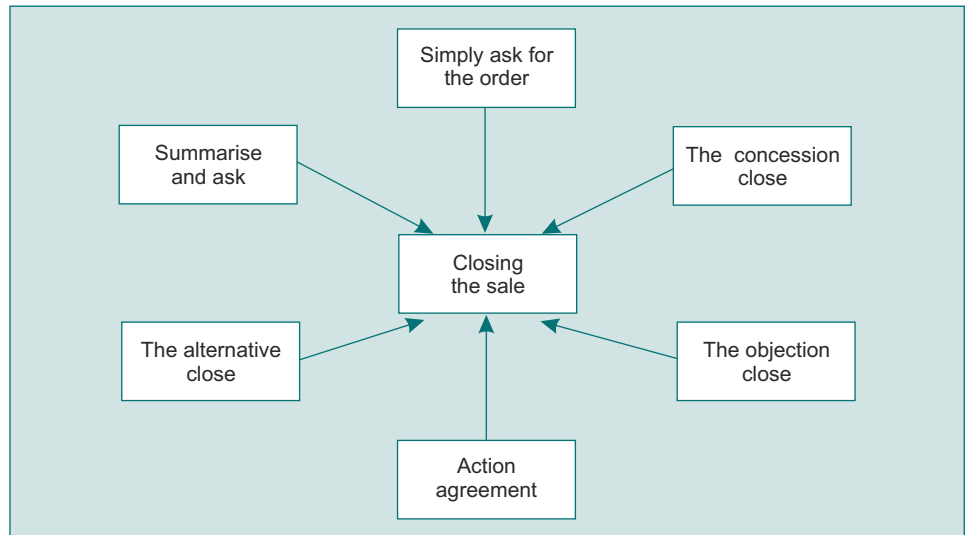 Simply ask for
the order
Summarise
and ask
The concession
close
Closing
the sale
The alternative
close
The objection
close
Action
agreement